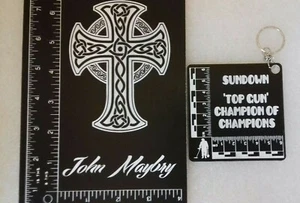 John Maybry
SUNDOWN
'TOP GUN'
CHAMPION OF
CHAMPIONS